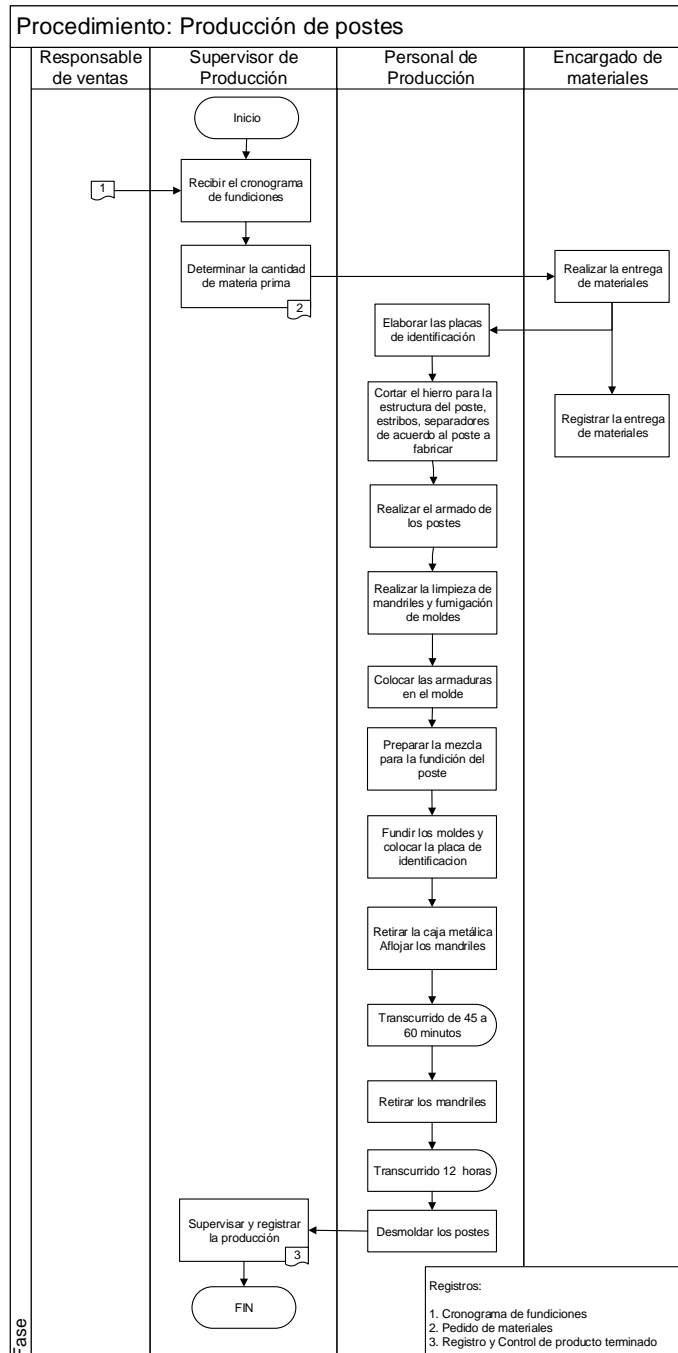 Procedimiento: Producción de postes
Responsable
de ventas
Supervisor de
Producción
Personal de
Producción
Encargado de
materiales
Inicio
1
Recibir el cronograma
de fundiciones
Determinar la cantidad
de materia prima
2
Realizar la entrega
de materiales
Elaborar las placas
de identificación
Registrar la entrega
de materiales
Cortar el hierro para la
estructura del poste,
estribos, separadores
de acuerdo al poste a
fabricar
Realizar el armado de
los postes
Realizar la limpieza de
mandriles y fumigación
de moldes
Colocar las armaduras
en el molde
Preparar la mezcla
para la fundición del
poste
Fundir los moldes y
colocar la placa de
identificacion
Retirar la caja metálica
Aflojar los mandriles
Transcurrido de 45 a
60 minutos
Retirar los mandriles
Transcurrido 12 horas
Desmoldar los postes
Supervisar y registrar
la producción
3
FIN
Registros:
1. Cronograma de fundiciones
2. Pedido de materiales
3. Registro y Control de producto terminado
Fase